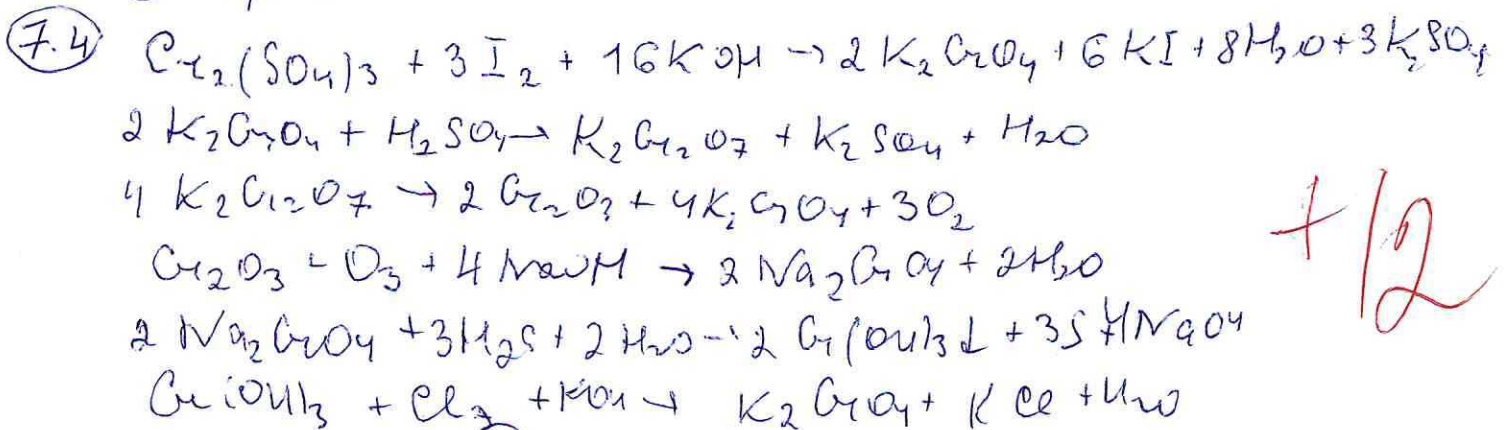 7.4 Cr₂(SO₄)₃ + 3I₂ + 16KOH → 2K₂CrO₄ + 6KI + 8H₂O + 3K₂SO₄
2K₂CrO₄ + H₂SO₄ → K₂Cr₂O₇ + K₂SO₄ + H₂O
4K₂Cr₂O₇ → 2Cr₂O₃ + 4K₂CrO₄ + 3O₂
Cr₂O₃ + O₃ + 4NaOH → 2Na₂CrO₄ + 2H₂O
+12
2Na₂CrO₄ + 3H₂S + 2H₂O → 2Cr(OH)₃↓ + 3S + 4NaOH
Cr(OH)₃ + Cl₂ + KOH → K₂CrO₄ + KCl + H₂O